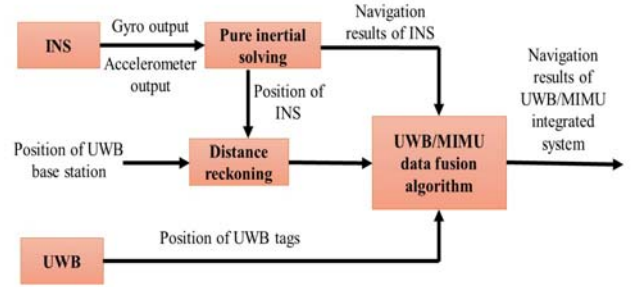 INS
Gyro output
Accelerometer
output
Pure inertial
solving
Navigation
results of INS
Position of
INS
Position of UWB
base station
Distance
reckoning
UWB/MIMU
data fusion
algorithm
Navigation
results of
UWB/MIMU
integrated
system
UWB
Position of UWB tags